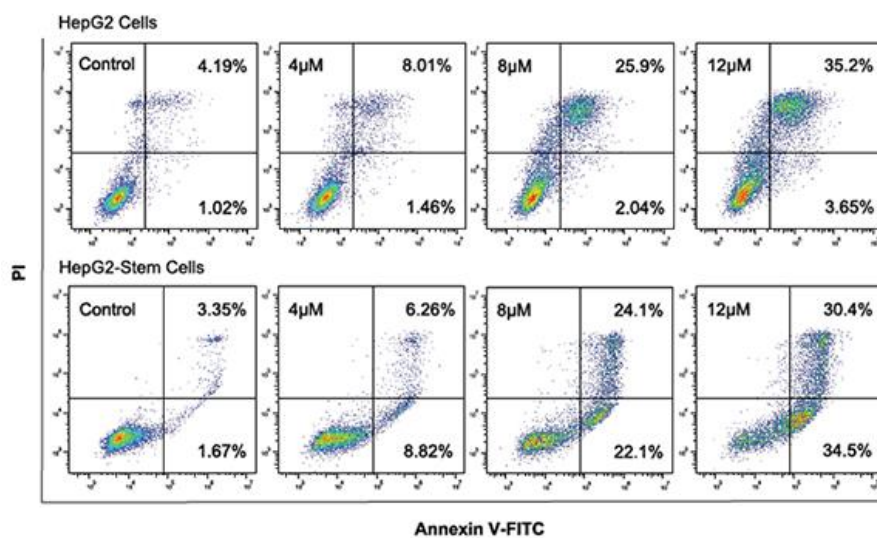 HepG2 Cells
Control 4.19%
1.02%
4µM 8.01%
1.46%
8µM 25.9%
2.04%
12µM 35.2%
3.65%
HepG2-Stem Cells
Control 3.35%
1.67%
4µM 6.26%
8.82%
8µM 24.1%
22.1%
12µM 30.4%
34.5%
PI
Annexin V-FITC